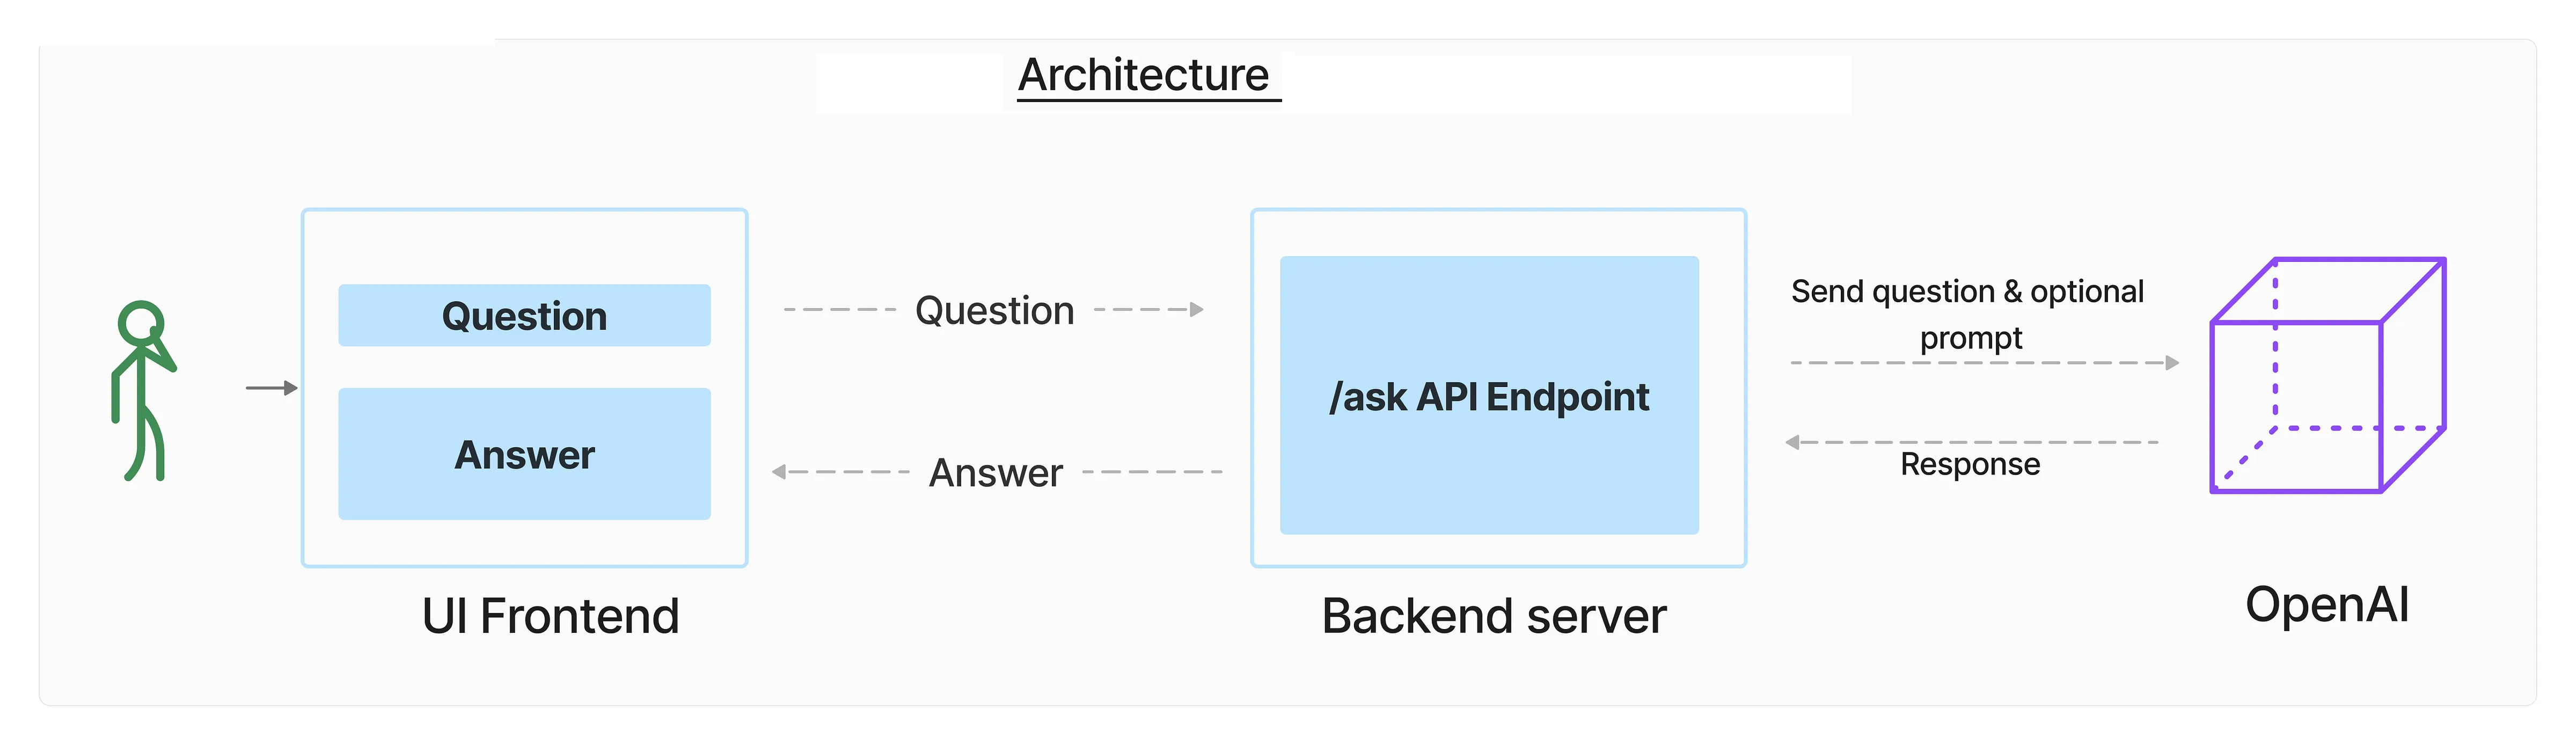 Architecture
Question
Answer
UI Frontend
Question
Answer
/ask API Endpoint
Backend server
Send question & optional
prompt
Response
OpenAI